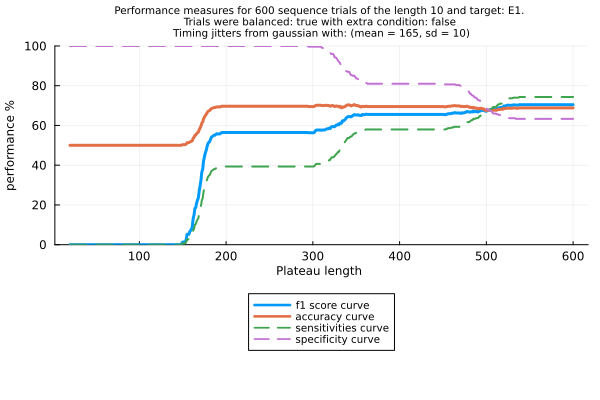 Performance measures for 600 sequence trials of the length 10 and target: E1.
Trials were balanced: true with extra condition: false
Timing jitters from gaussian with: (mean = 165, sd = 10)
100
80
60
40
20
0
performance %
100
200
300
400
500
600
Plateau length
f1 score curve
accuracy curve
sensitivities curve
specificity curve